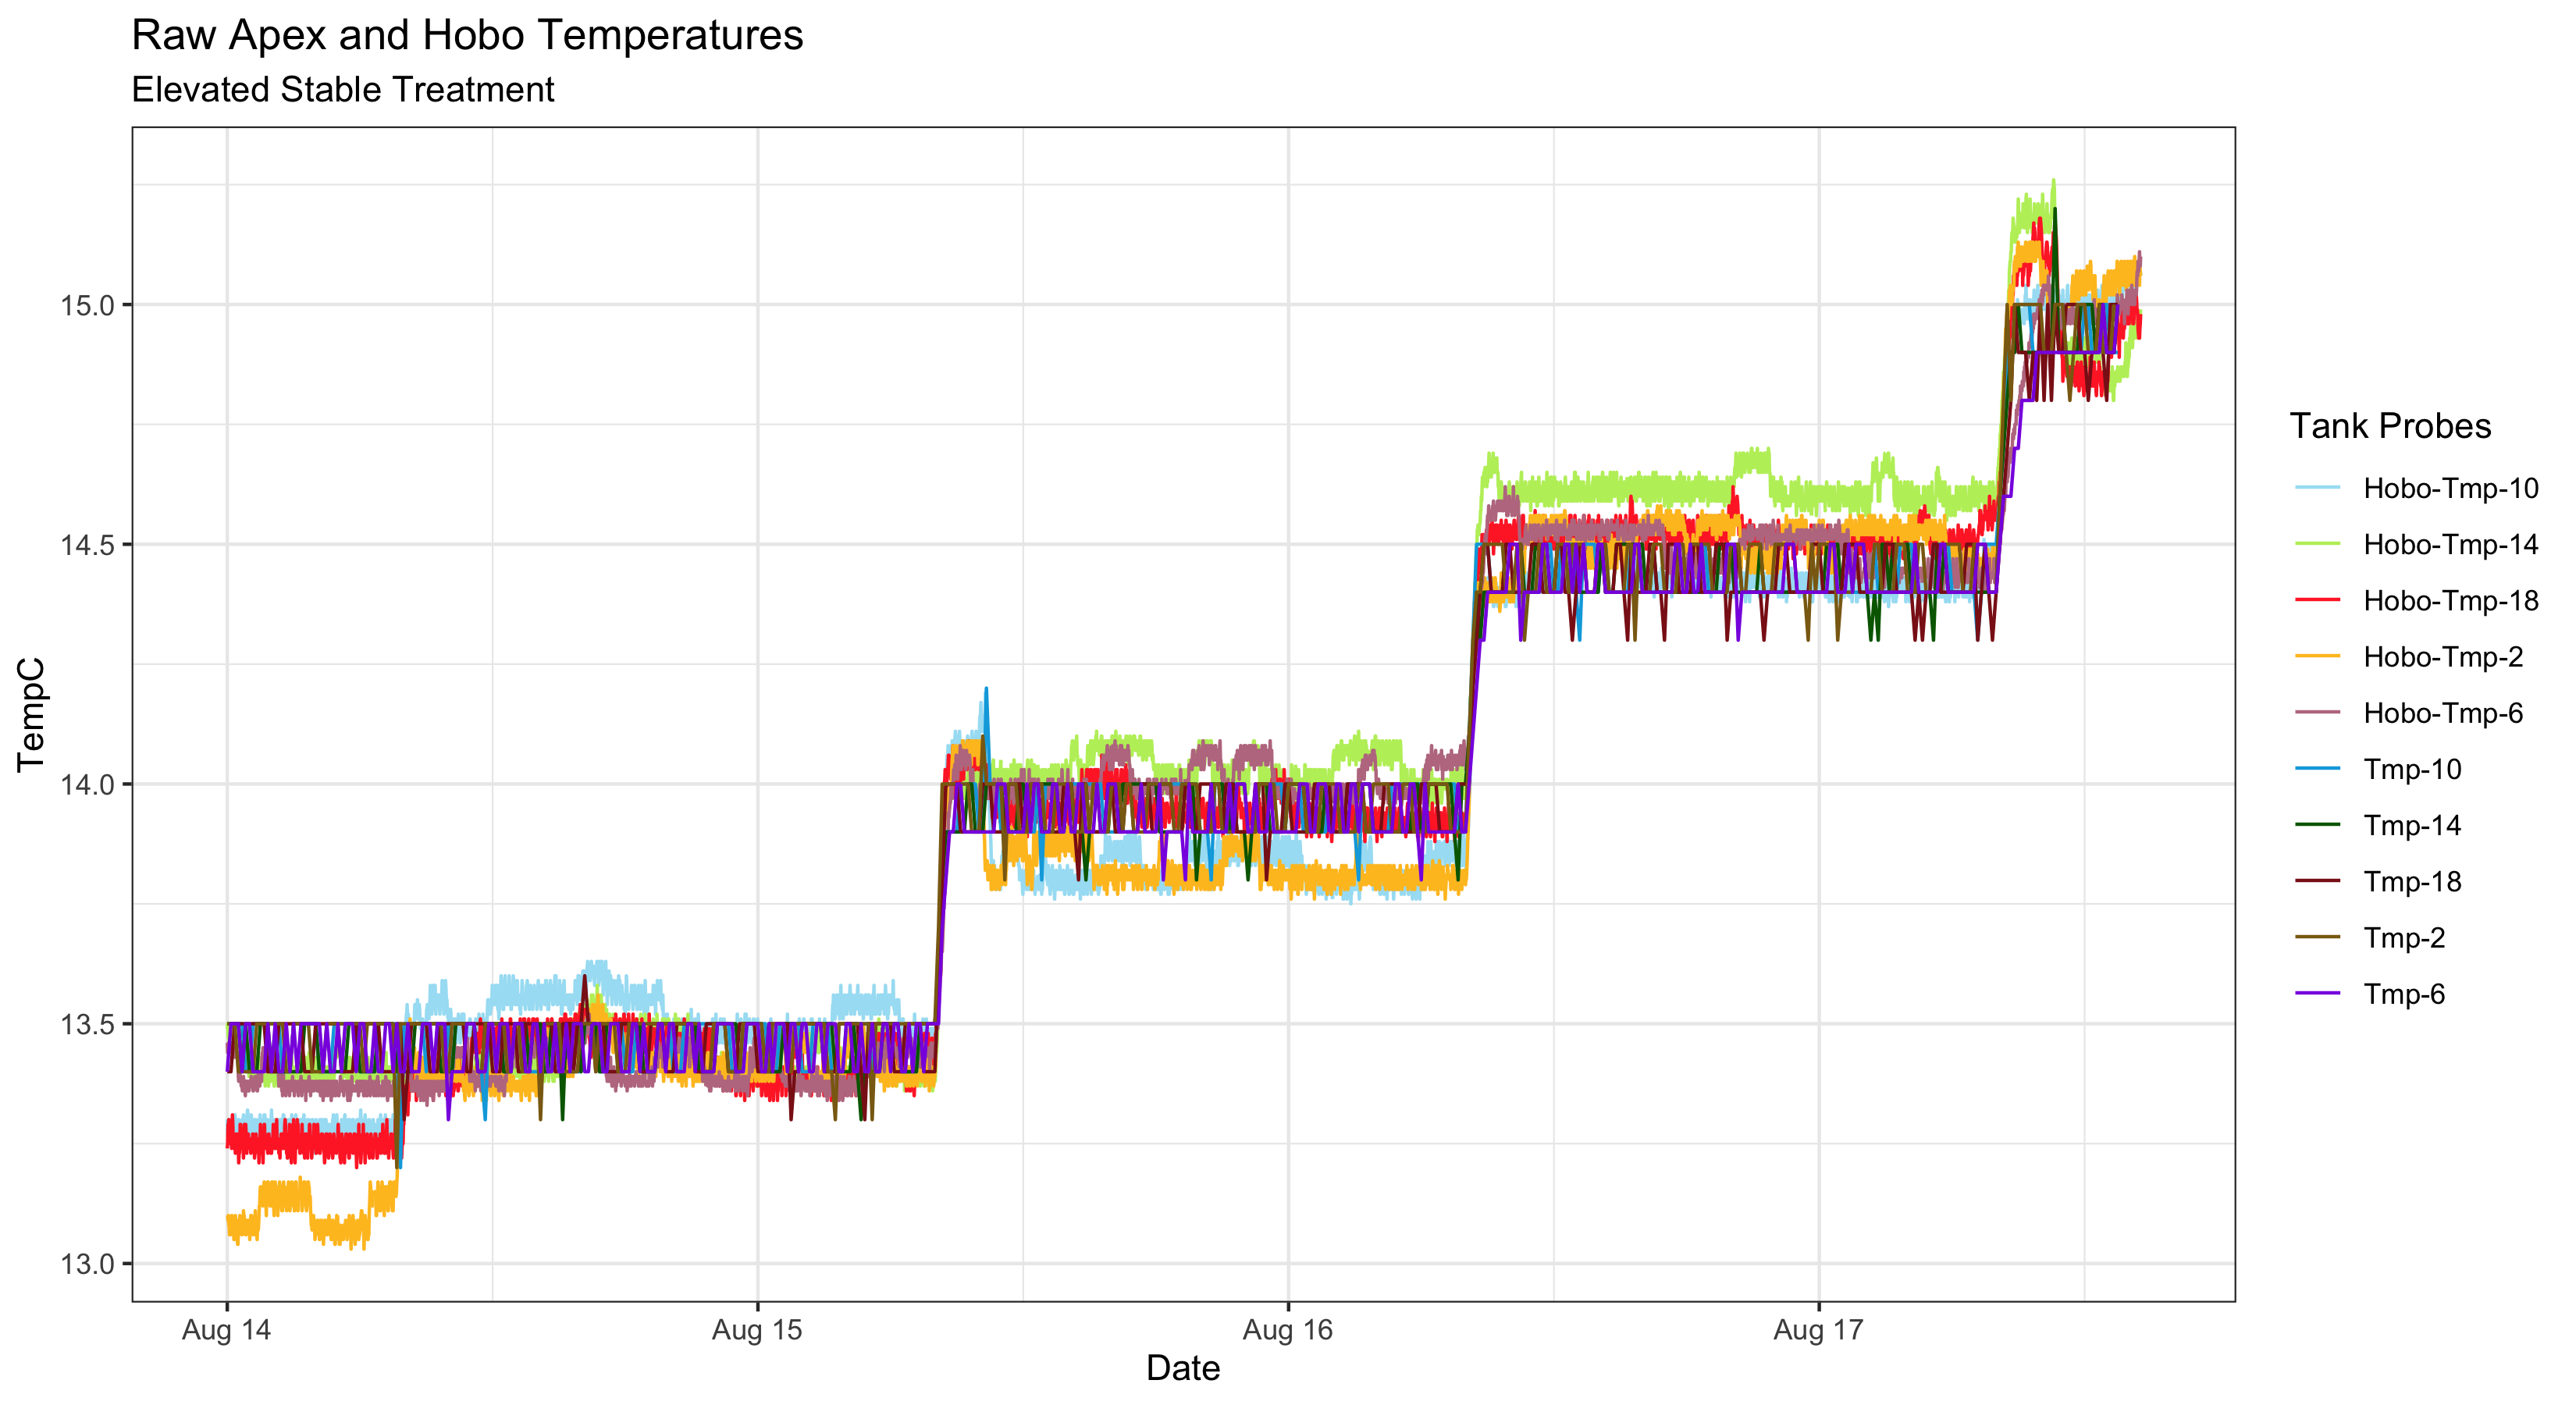 Raw Apex and Hobo Temperatures
Elevated Stable Treatment
TempC
15.0
14.5
14.0
13.5
13.0
Aug 14
Aug 15
Aug 16
Aug 17
Date
Tank Probes
Hobo-Tmp-10
Hobo-Tmp-14
Hobo-Tmp-18
Hobo-Tmp-2
Hobo-Tmp-6
Tmp-10
Tmp-14
Tmp-18
Tmp-2
Tmp-6